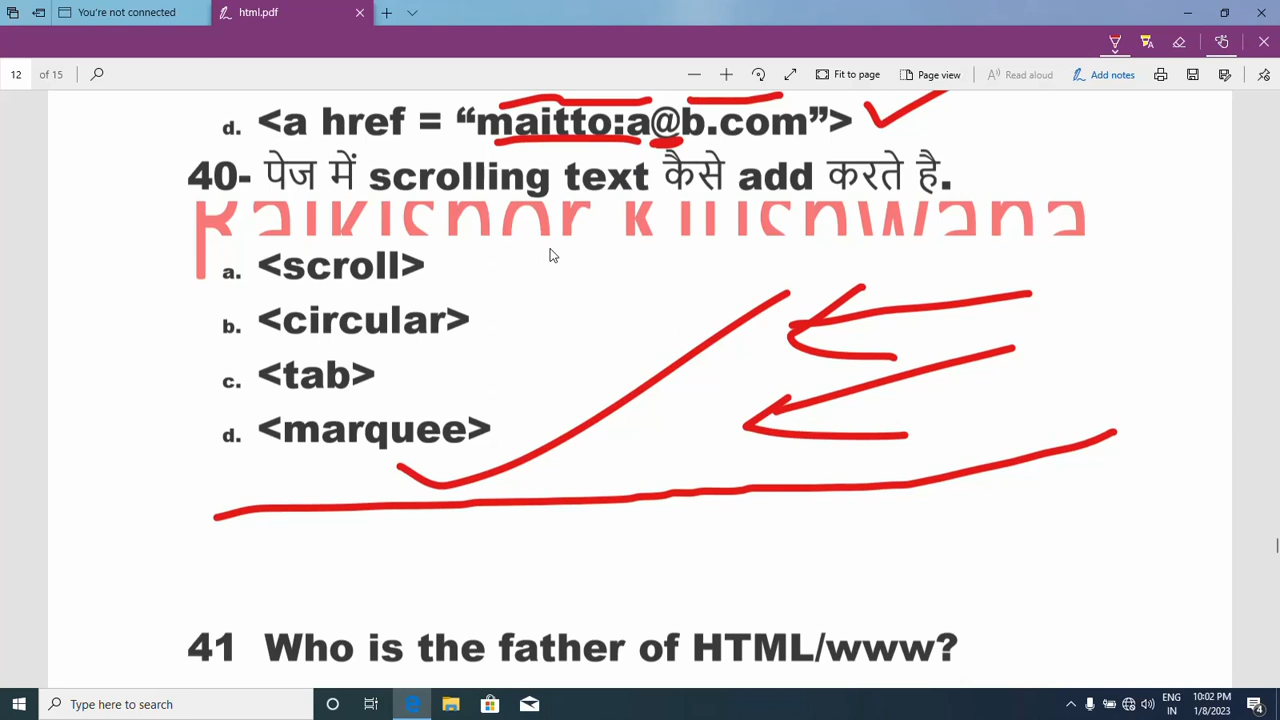 You're not connected
html.pdf
12 of 15
Fit to page
Page view
Read aloud
Add notes
d. <a href = “maitto:a@b.com”>
40- पेज में scrolling text कैसे add करते है.
a. <scroll>
b. <circular>
c. <tab>
d. <marquee>
41 Who is the father of HTML/www?
Type here to search
ENG
10:02 PM
IN
1/8/2023
4